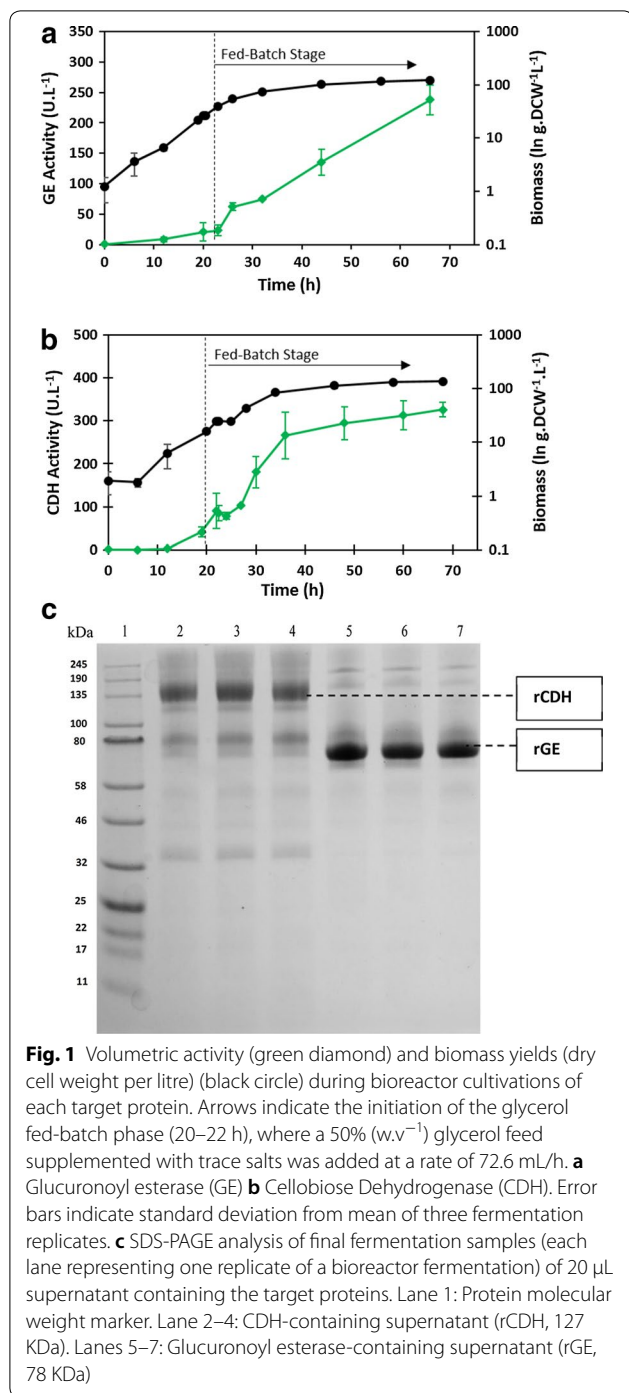 a
350
300
250
200
150
100
50
0
GE Activity (U.L-1)
Fed-Batch Stage
1000
100
10
1
0.1
Biomass (ln g.DCW-1L-1)
0 10 20 30 40 50 60 70
Time (h)
b
500
400
300
200
100
0
CDH Activity (U.L-1)
Fed-Batch Stage
1000
100
10
1
0.1
Biomass (ln g.DCW-1.L-1)
0 10 20 30 40 50 60 70
Time (h)
c
kDa 1 2 3 4 5 6 7
245
190
135
100
80
58
46
32
25
22
17
11
rCDH
rGE
Fig. 1 Volumetric activity (green diamond) and biomass yields (dry
cell weight per litre) (black circle) during bioreactor cultivations of
each target protein. Arrows indicate the initiation of the glycerol
fed-batch phase (20–22 h), where a 50% (w.v−1) glycerol feed
supplemented with trace salts was added at a rate of 72.6 mL/h. a
Glucuronoyl esterase (GE) b Cellobiose Dehydrogenase (CDH). Error
bars indicate standard deviation from mean of three fermentation
replicates. c SDS-PAGE analysis of final fermentation samples (each
lane representing one replicate of a bioreactor fermentation) of 20 μL
supernatant containing the target proteins. Lane 1: Protein molecular
weight marker. Lane 2–4: CDH-containing supernatant (rCDH, 127
KDa). Lanes 5–7: Glucuronoyl esterase-containing supernatant (rGE,
78 KDa)